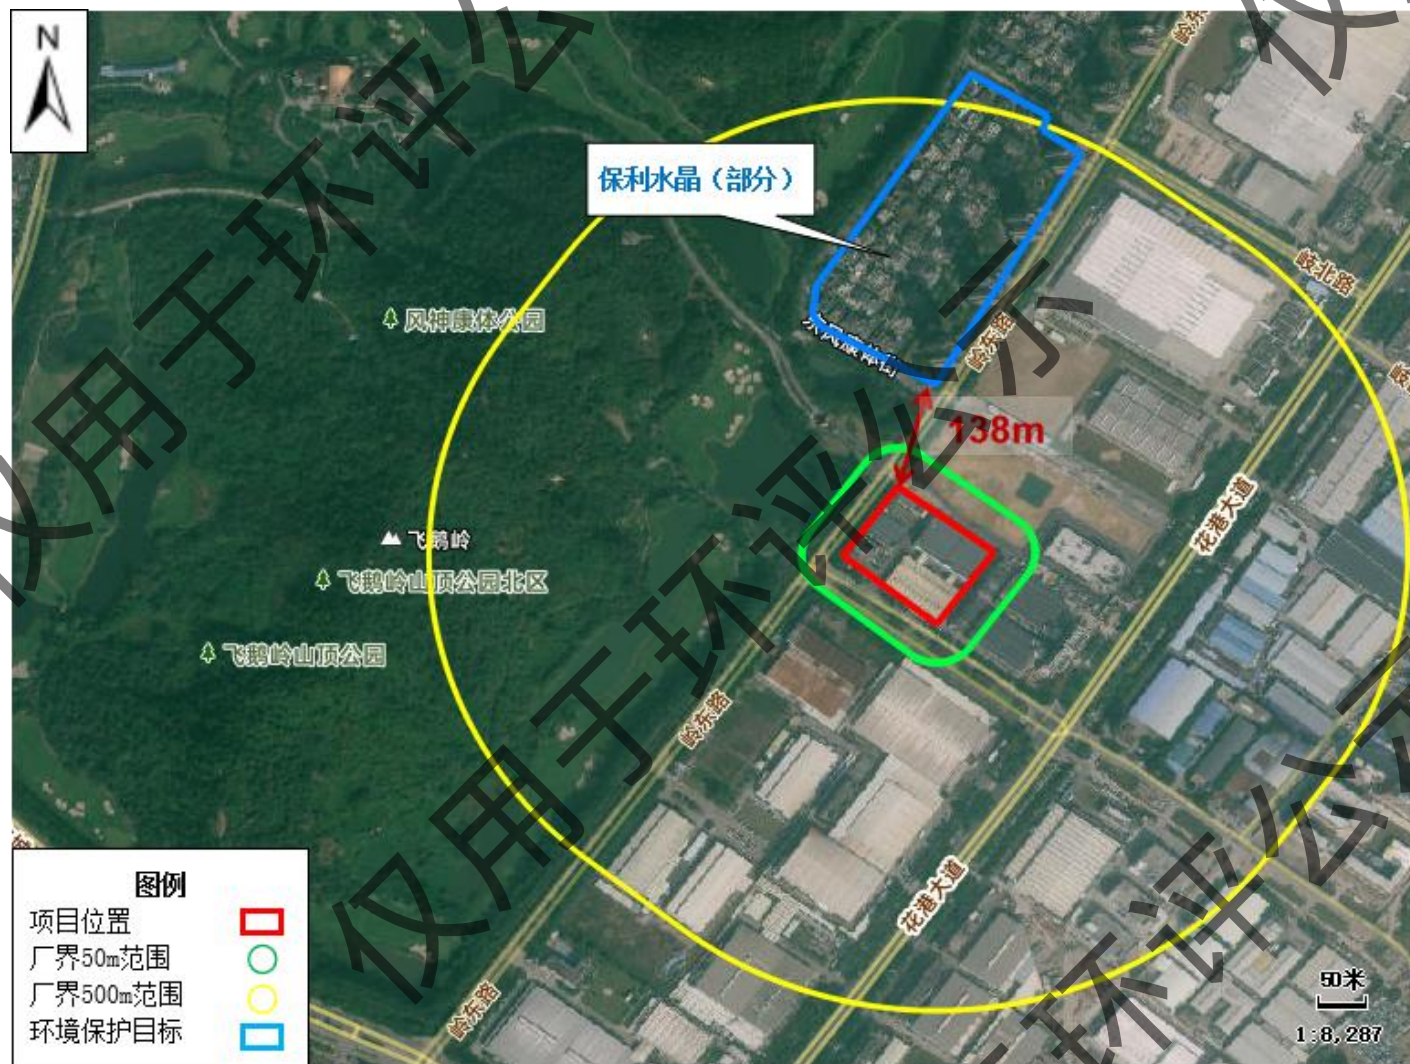 N
岭东
保利水晶（部分）
岐北路
风神康体公园
岭东路
138m
花港大道
飞鹅岭
飞鹅岭山顶公园北区
飞鹅岭山顶公园
岭东路
花港大道
岭东路
图例
项目位置
厂界50m范围
厂界500m范围
环境保护目标
50米
1:8,287
仅用于环评公示
仅用于环评公示